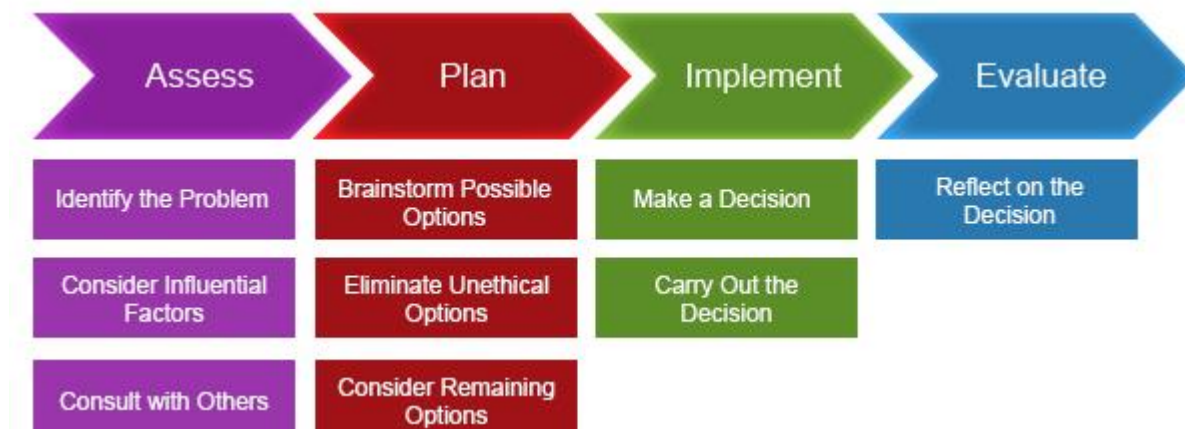 Assess
Plan
Implement
Evaluate
Identify the Problem
Brainstorm Possible
Options
Make a Decision
Reflect on the
Decision
Consider Influential
Factors
Eliminate Unethical
Options
Carry Out the
Decision
Consult with Others
Consider Remaining
Options